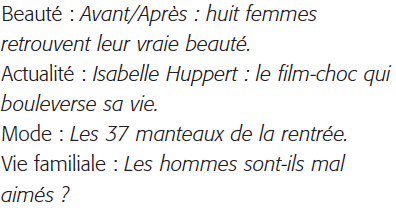 Beauté : Avant/Après : huit femmes
retrouvent leur vraie beauté.
Actualité : Isabelle Huppert : le film-choc qui
bouleverse sa vie.
Mode : Les 37 manteaux de la rentrée.
Vie familiale : Les hommes sont-ils mal
aimés ?